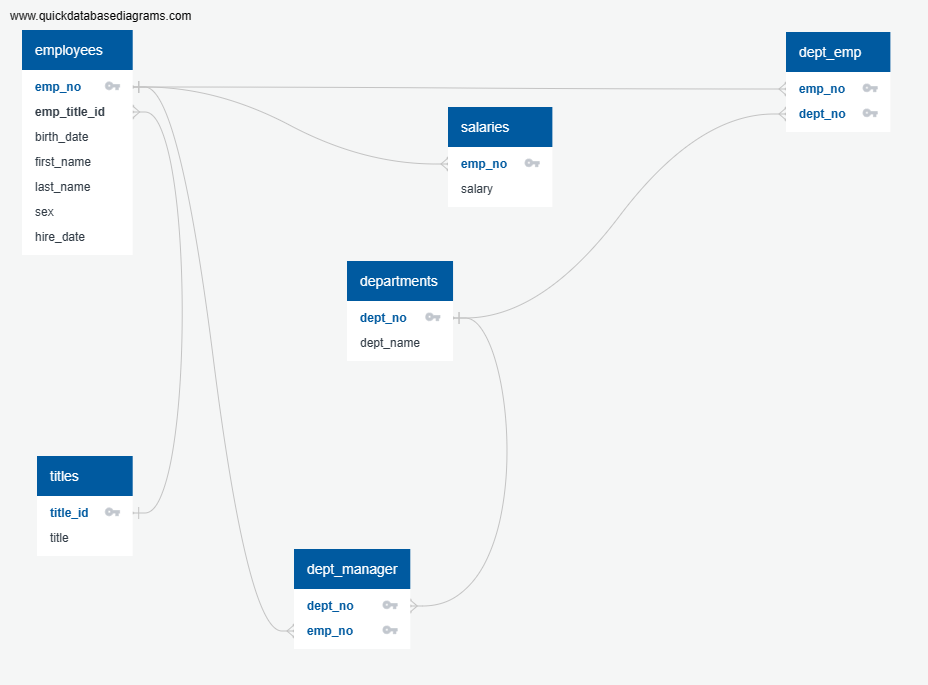 www.quickdatabasediagrams.com
employees
emp_no
emp_title_id
birth_date
first_name
last_name
sex
hire_date
dept_emp
emp_no
dept_no
salaries
emp_no
salary
departments
dept_no
dept_name
titles
title_id
title
dept_manager
dept_no
emp_no